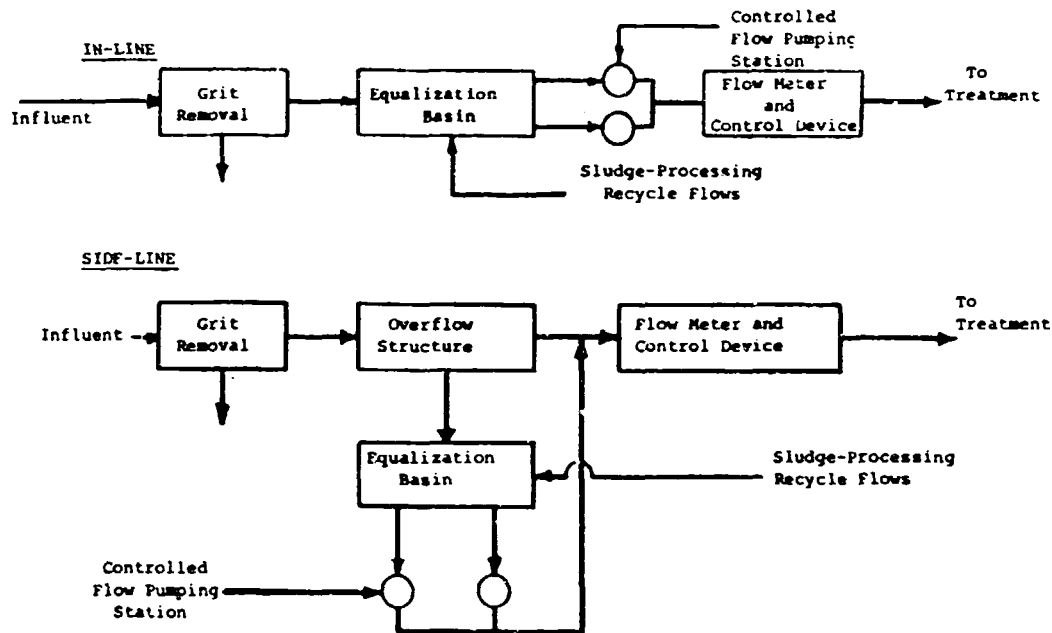 IN-LINE
Influent
Grit
Removal
Equalization
Basin
Controlled
Flow Pumping
Station
Flow Meter
and
Control Device
To
Treatment
Sludge-Processing
Recycle Flows
SIDF-LINE
Influent
Grit
Removal
Overflow
Structure
Flow Meter and
Control Device
To
Treatment
Equalization
Basin
Sludge-Processing
Recycle Flows
Controlled
Flow Pumping
Station